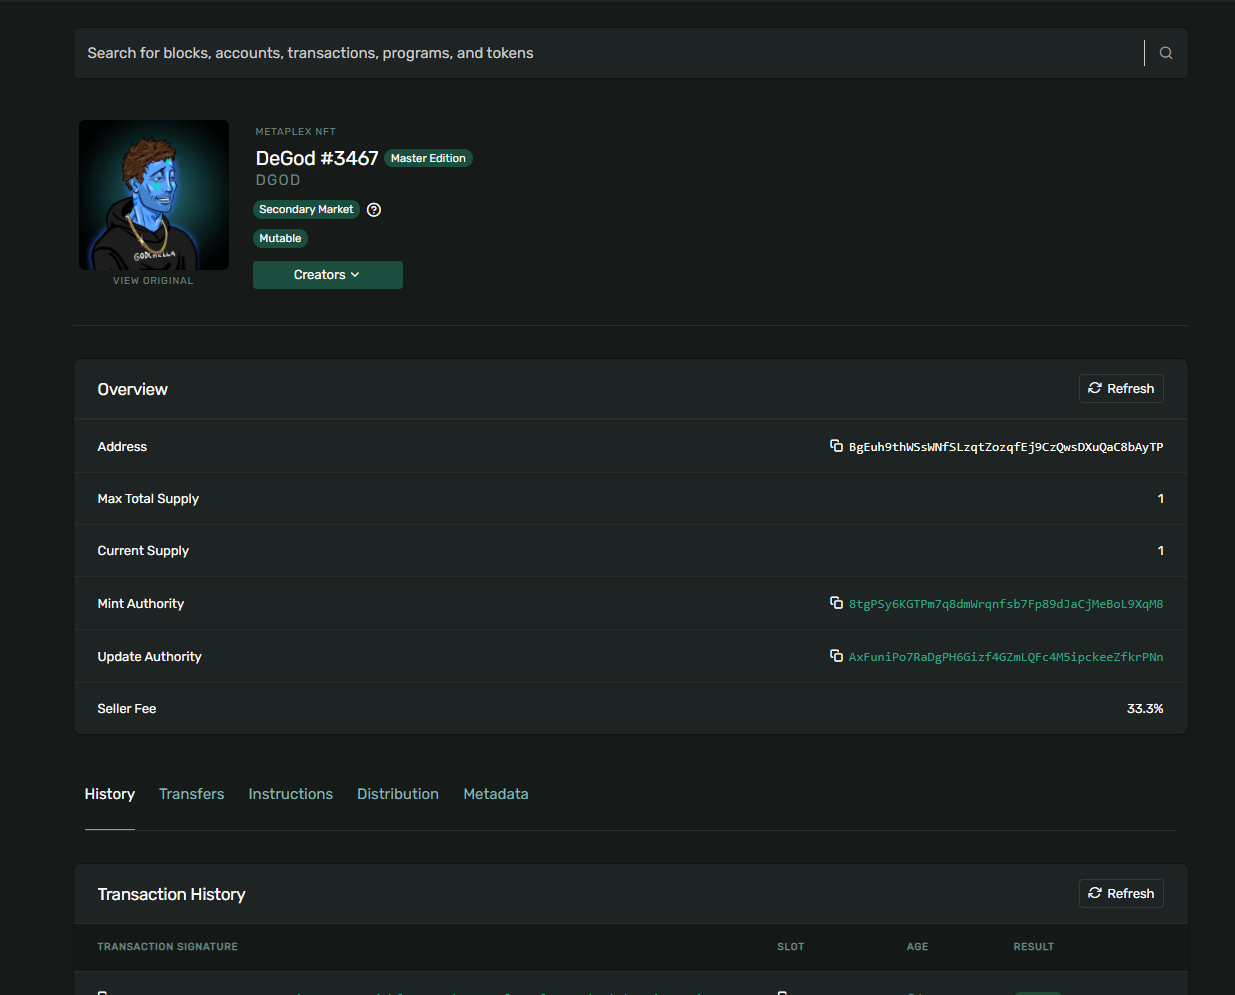 Search for blocks, accounts, transactions, programs, and tokens
METAPLEX NFT
DeGod #3467 Master Edition
DGOD
Secondary Market
Mutable
Creators
GODCHELLA
VIEW ORIGINAL
Overview
Refresh
Address
BgEuh9thWSsWNfSLzqtZozqfEj9CzQwsDXuQaC8bAyTP
Max Total Supply
1
Current Supply
1
Mint Authority
8tgPSy6KGTPm7q8dmWrqnfsb7Fp89dJaCjMeBoL9XqM8
Update Authority
AxFuniPo7RaDgPH6Gizf4GZmLQFc4M5ipckeeZfkrPNn
Seller Fee
33.3%
History Transfers Instructions Distribution Metadata
Transaction History
Refresh
TRANSACTION SIGNATURE SLOT AGE RESULT